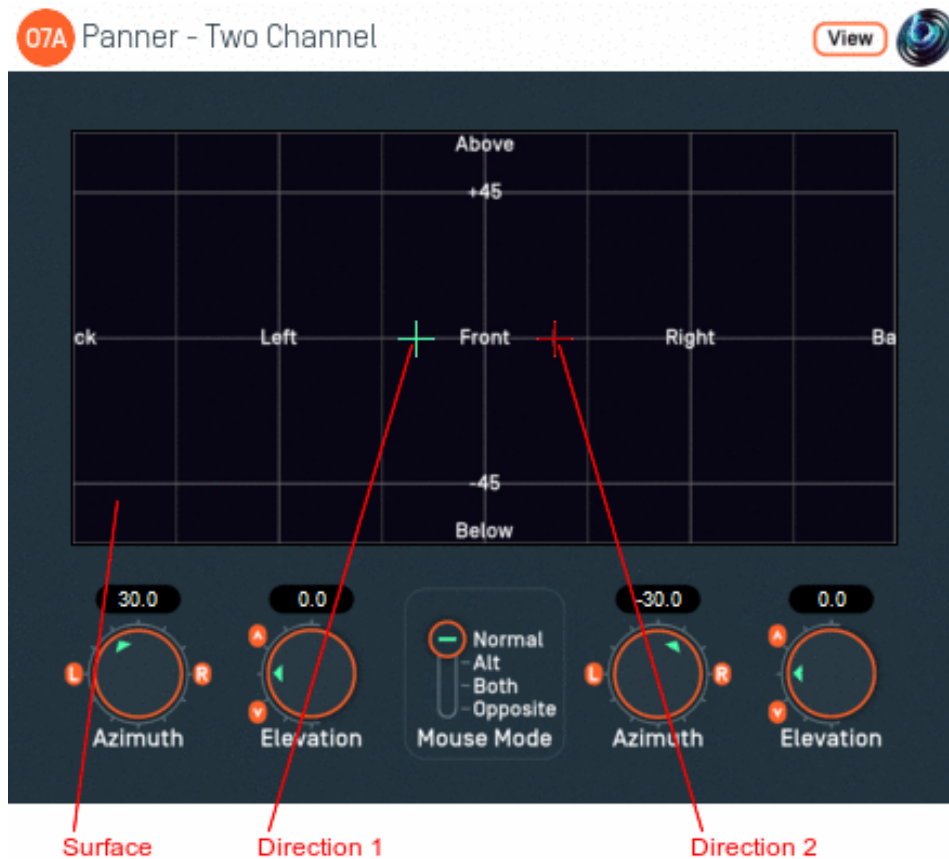 O7A Panner - Two Channel
View
Above
+45
ck Left Front Right Ba
-45
Below
30.0 0.0 -30.0 0.0
Normal
Alt
Both
Opposite
L R L R
Azimuth Elevation Mouse Mode Azimuth Elevation
Surface Direction 1 Direction 2